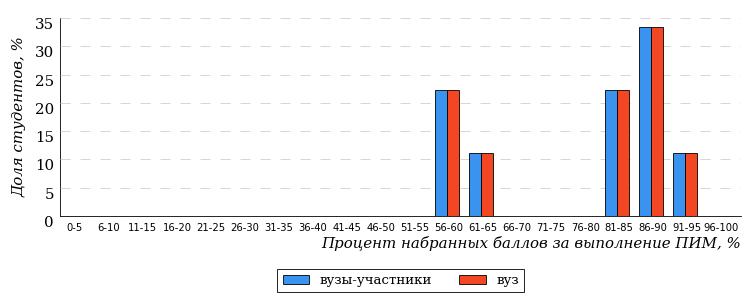 Доля студентов, %
35
30
25
20
15
10
5
0
0-5 6-10 11-15 16-20 21-25 26-30 31-35 36-40 41-45 46-50 51-55 56-60 61-65 66-70 71-75 76-80 81-85 86-90 91-95 96-100
Процент набранных баллов за выполнение ПИМ, %
вузы-участники вуз